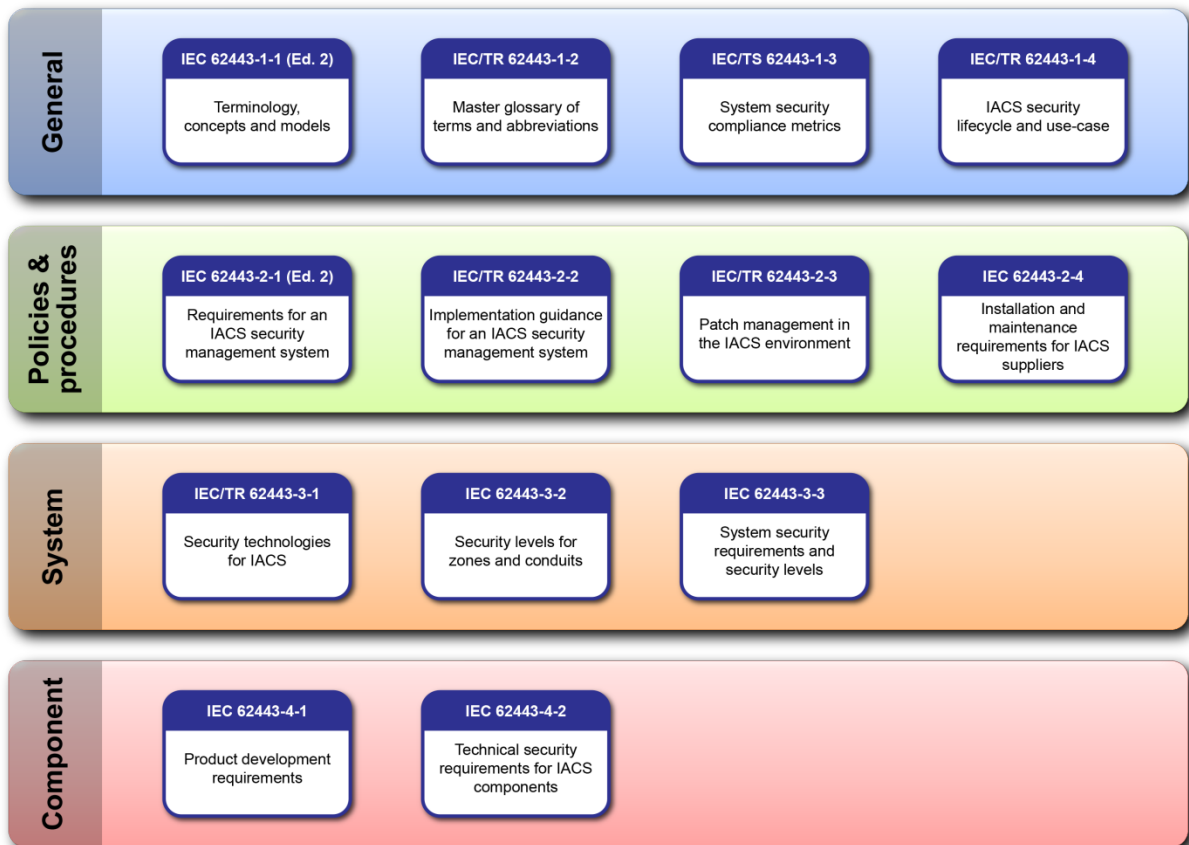 General
IEC 62443-1-1 (Ed. 2)
Terminology,
concepts and models
IEC/TR 62443-1-2
Master glossary of
terms and abbreviations
IEC/TS 62443-1-3
System security
compliance metrics
IEC/TR 62443-1-4
IACS security
lifecycle and use-case
Policies &
procedures
IEC 62443-2-1 (Ed. 2)
Requirements for an
IACS security
management system
IEC/TR 62443-2-2
Implementation guidance
for an IACS security
management system
IEC/TR 62443-2-3
Patch management in
the IACS environment
IEC 62443-2-4
Installation and
maintenance
requirements for IACS
suppliers
System
IEC/TR 62443-3-1
Security technologies
for IACS
IEC 62443-3-2
Security levels for
zones and conduits
IEC 62443-3-3
System security
requirements and
security levels
Component
IEC 62443-4-1
Product development
requirements
IEC 62443-4-2
Technical security
requirements for IACS
components